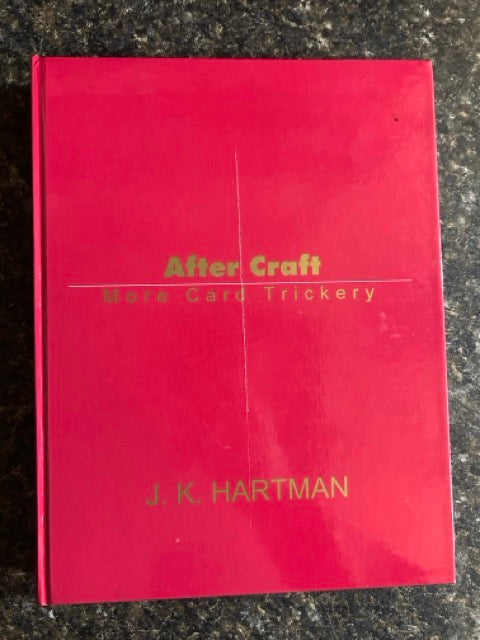 After Craft
More Card Trickery
J. K. HARTMAN